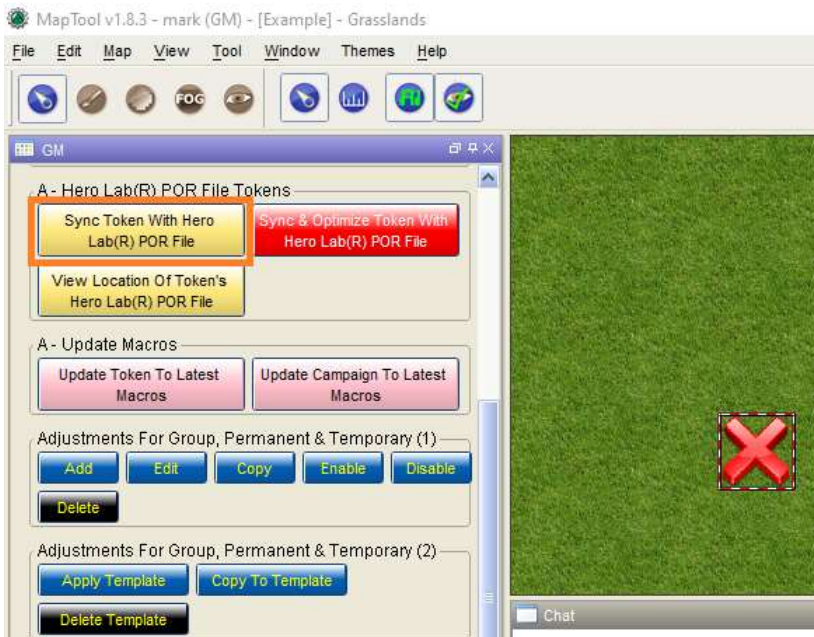 MapTool v1.8.3 - mark (GM) - [Example] - Grasslands
File Edit Map View Tool Window Themes Help
FOG
GM
A - Hero Lab(R) POR File Tokens
Sync Token With Hero
Lab(R) POR File
Sync & Optimize Token With
Hero Lab(R) POR File
View Location Of Token's
Hero Lab(R) POR File
A - Update Macros
Update Token To Latest
Macros
Update Campaign To Latest
Macros
Adjustments For Group, Permanent & Temporary (1)
Add Edit Copy Enable Disable
Delete
Adjustments For Group, Permanent & Temporary (2)
Apply Template Copy To Template
Delete Template
Chat